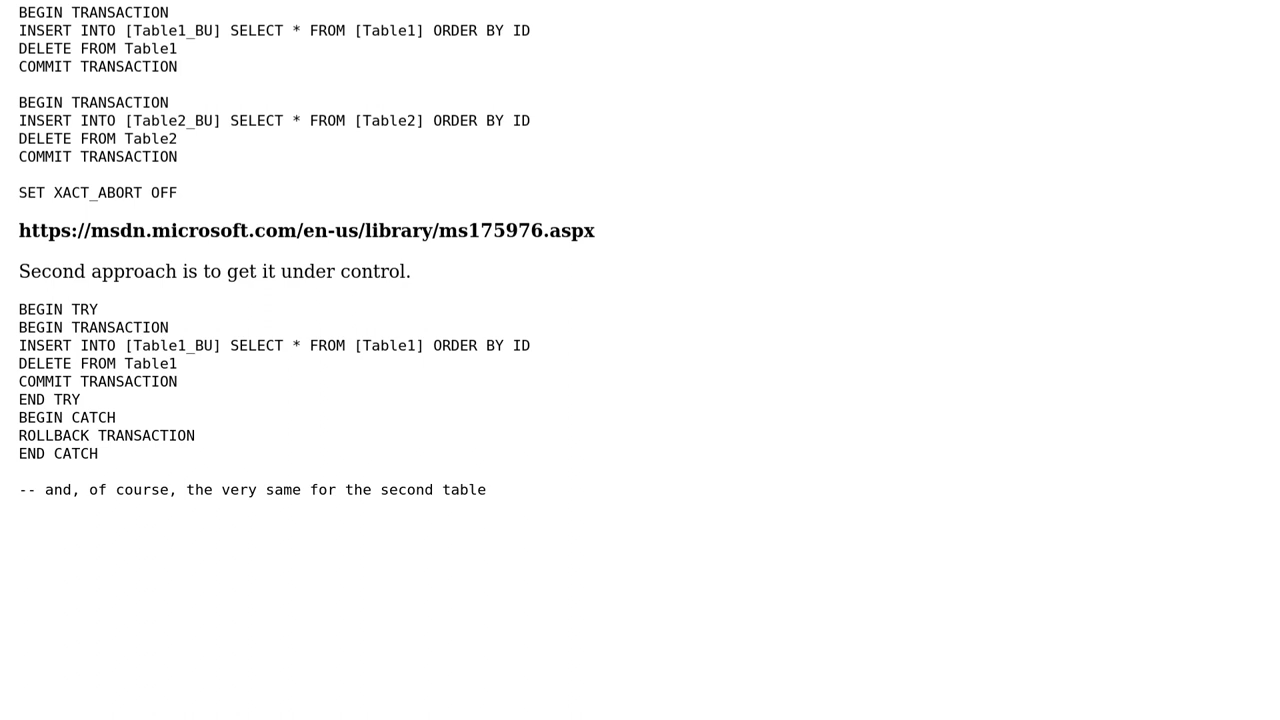 BEGIN TRANSACTION
INSERT INTO [Table1_BU] SELECT * FROM [Table1] ORDER BY ID
DELETE FROM Table1
COMMIT TRANSACTION
BEGIN TRANSACTION
INSERT INTO [Table2_BU] SELECT * FROM [Table2] ORDER BY ID
DELETE FROM Table2
COMMIT TRANSACTION
SET XACT_ABORT OFF
https://msdn.microsoft.com/en-us/library/ms175976.aspx
Second approach is to get it under control.
BEGIN TRY
BEGIN TRANSACTION
INSERT INTO [Table1_BU] SELECT * FROM [Table1] ORDER BY ID
DELETE FROM Table1
COMMIT TRANSACTION
END TRY
BEGIN CATCH
ROLLBACK TRANSACTION
END CATCH
-- and, of course, the very same for the second table